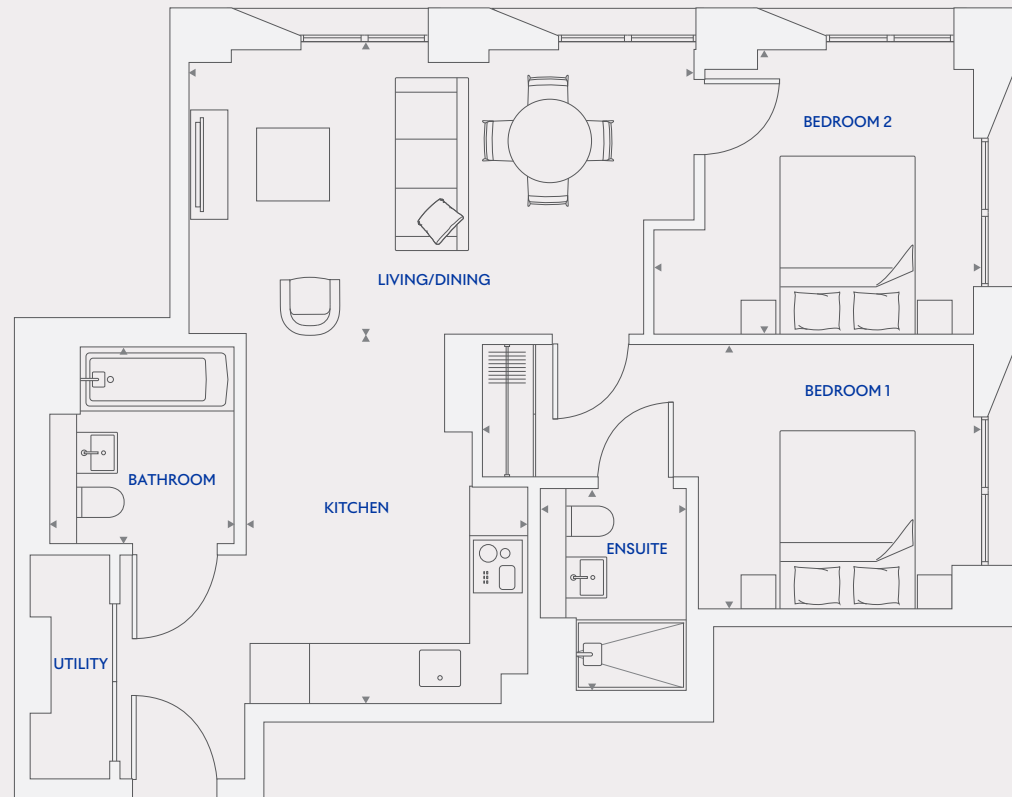 BEDROOM 2
LIVING/DINING
BEDROOM 1
BATHROOM
KITCHEN
ENSUITE
UTILITY